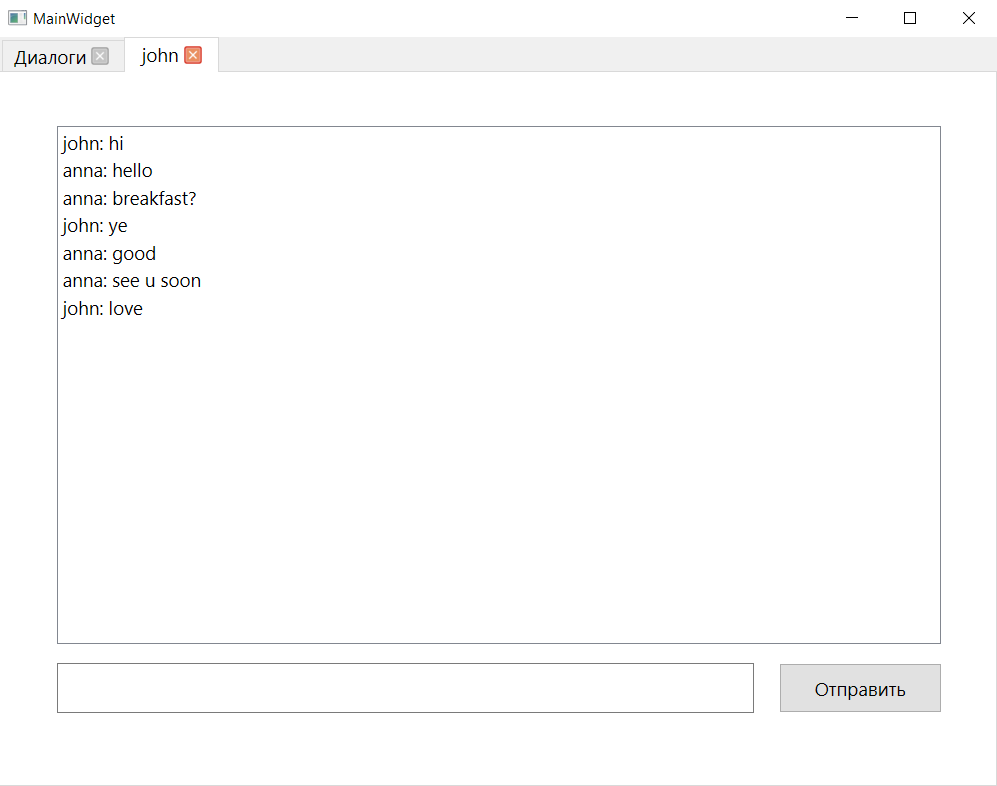 MainWidget
Диалоги john
john: hi
anna: hello
anna: breakfast?
john: ye
anna: good
anna: see u soon
john: love
Отправить